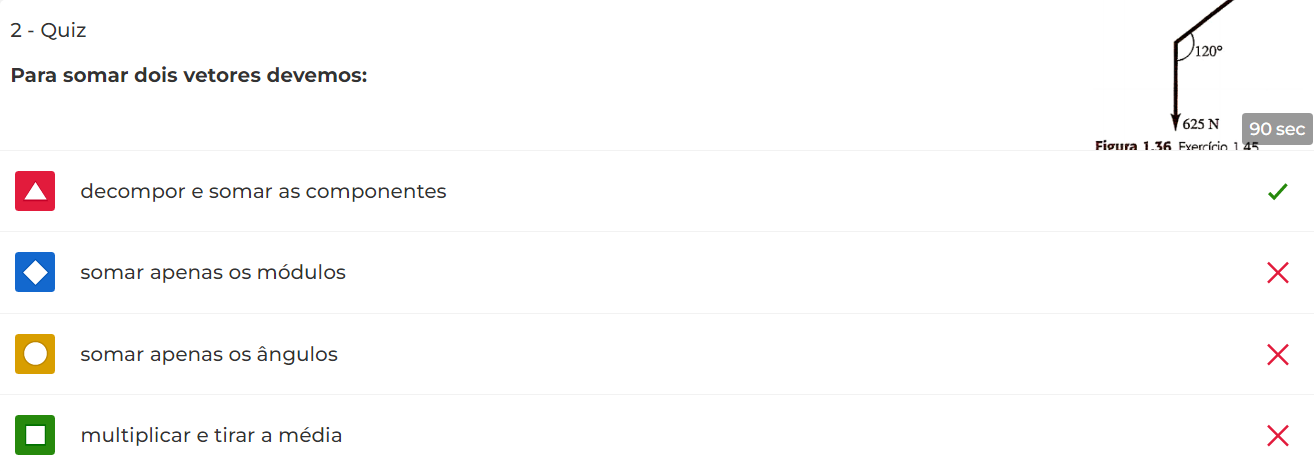 2 - Quiz
Para somar dois vetores devemos:
120°
625 N
90 sec
Figura 1.36 Exercício 1.45
decompor e somar as componentes
somar apenas os módulos
somar apenas os ângulos
multiplicar e tirar a média